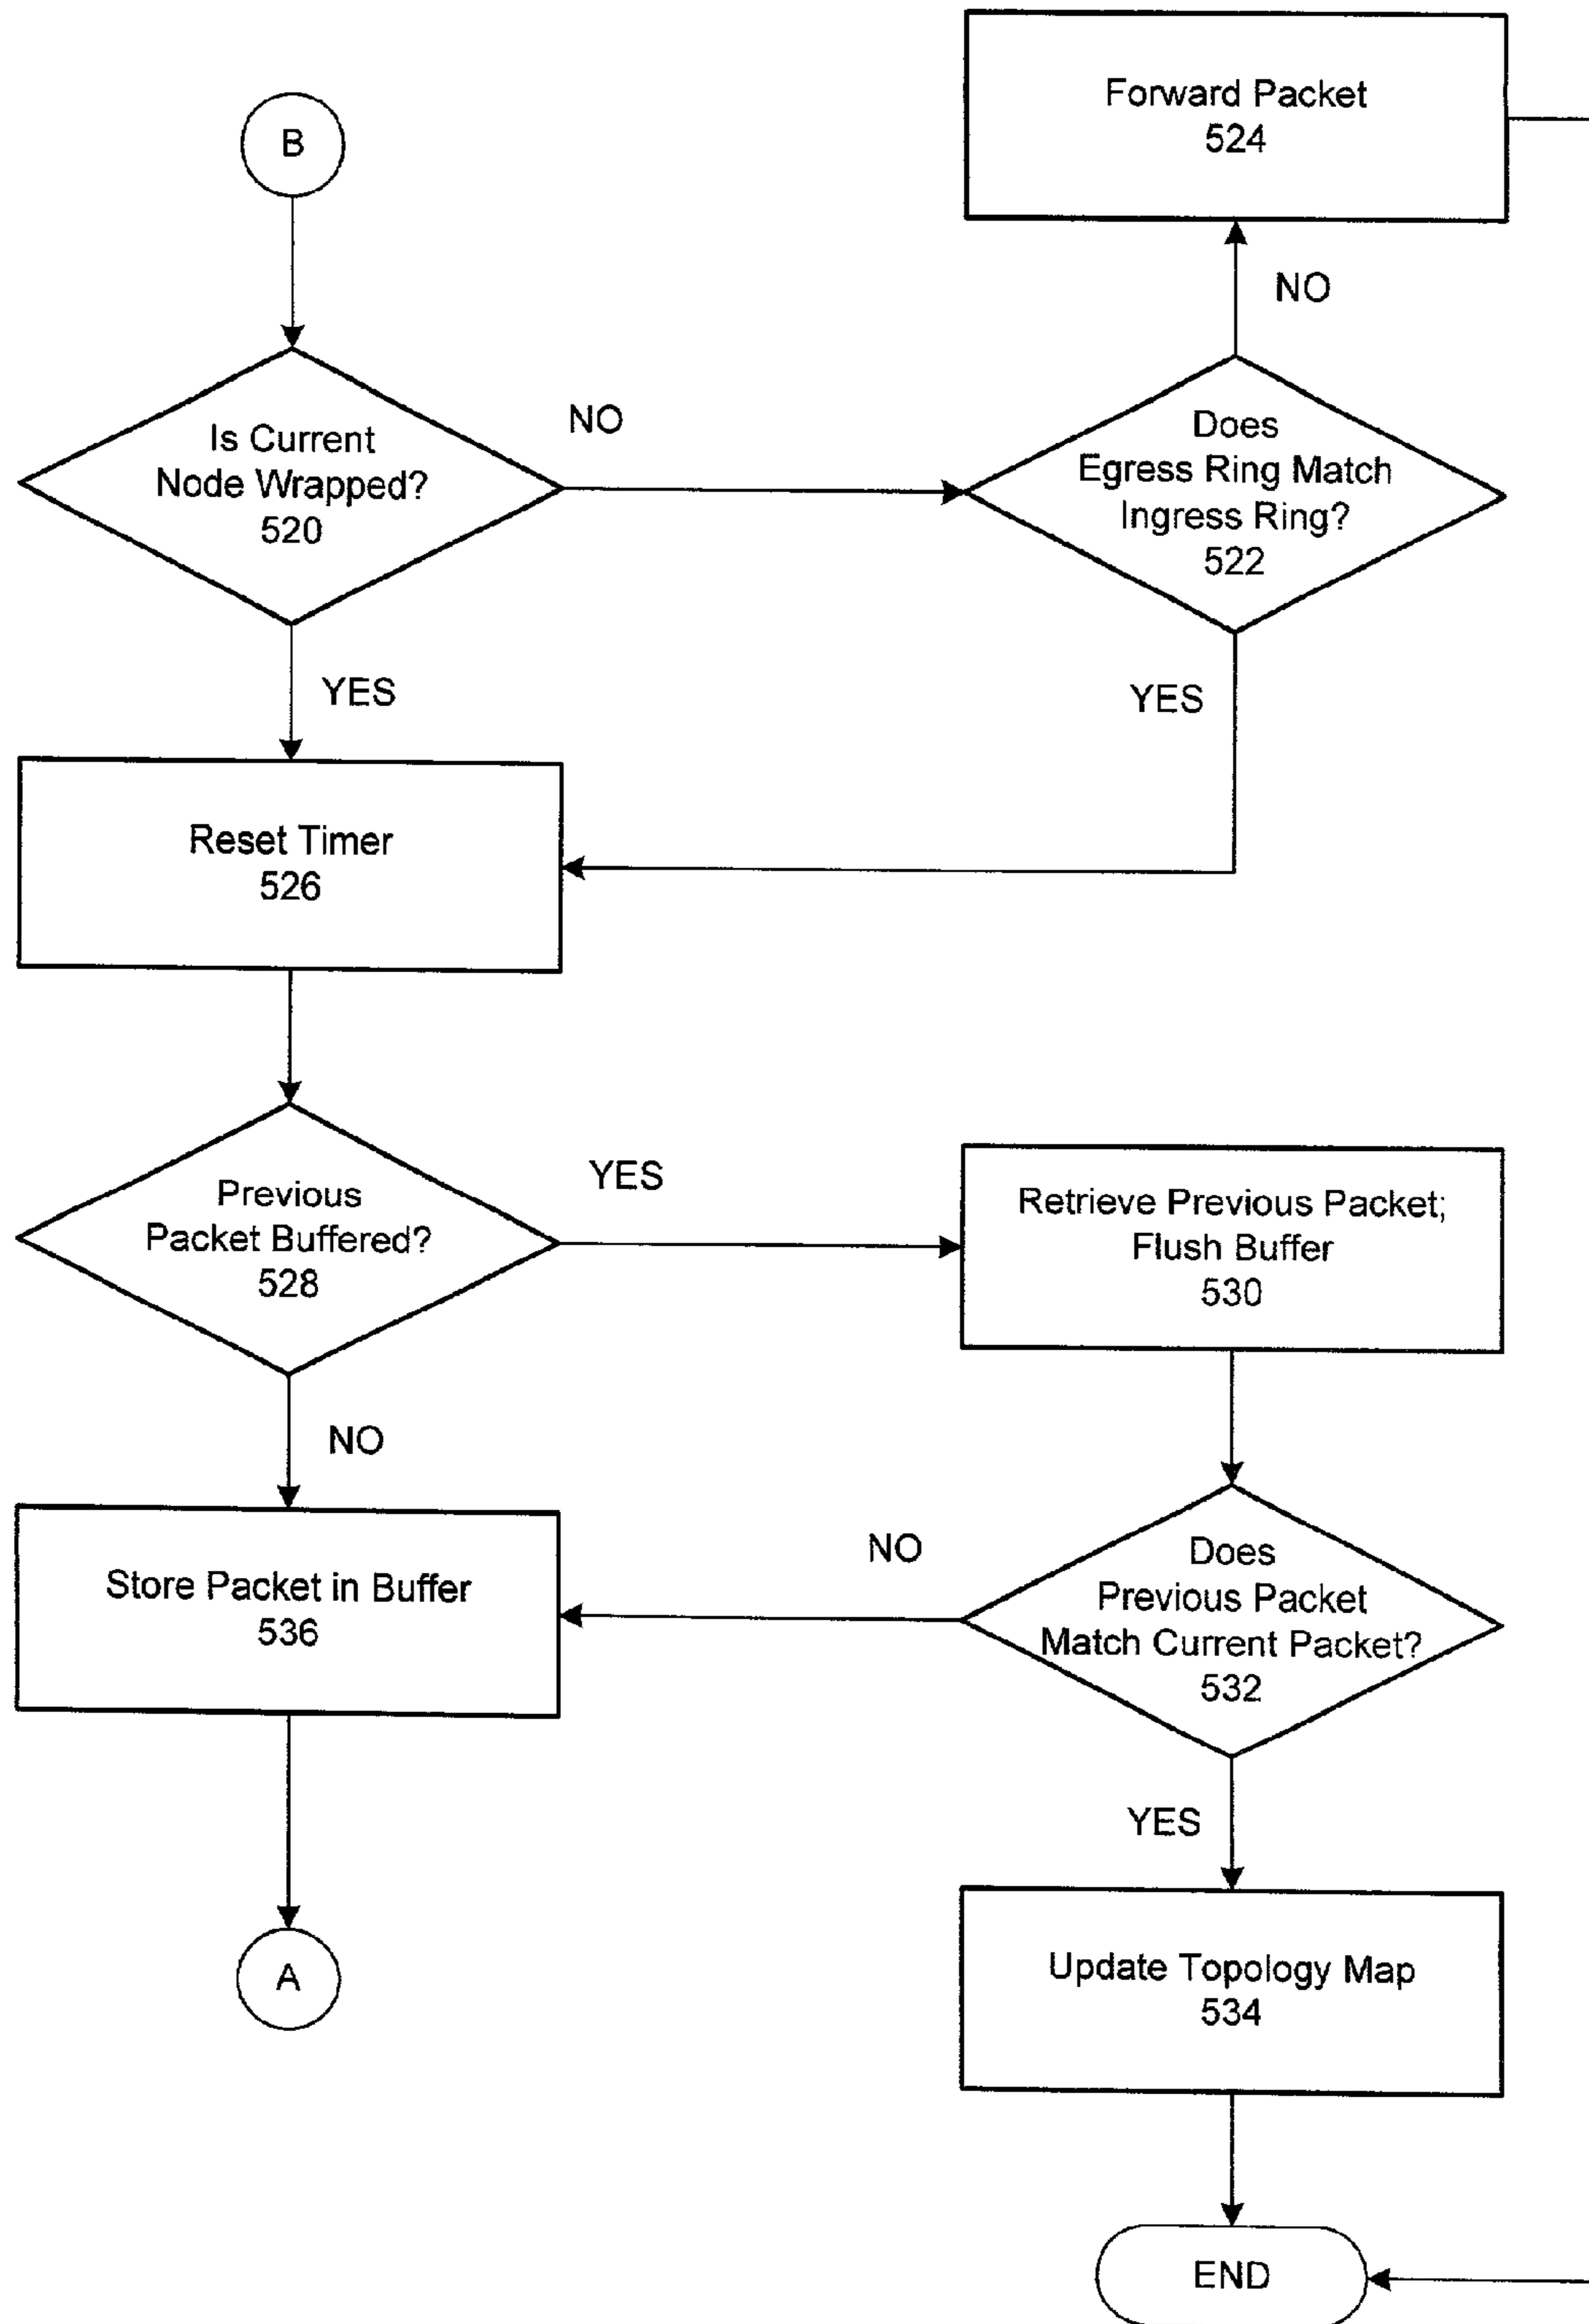 Forward Packet
524
B
NO
Is Current
Node Wrapped?
520
NO
Does
Egress Ring Match
Ingress Ring?
522
YES
YES
Reset Timer
526
Previous
Packet Buffered?
528
YES
Retrieve Previous Packet;
Flush Buffer
530
NO
Store Packet in Buffer
536
NO
Does
Previous Packet
Match Current Packet?
532
YES
A
Update Topology Map
534
END